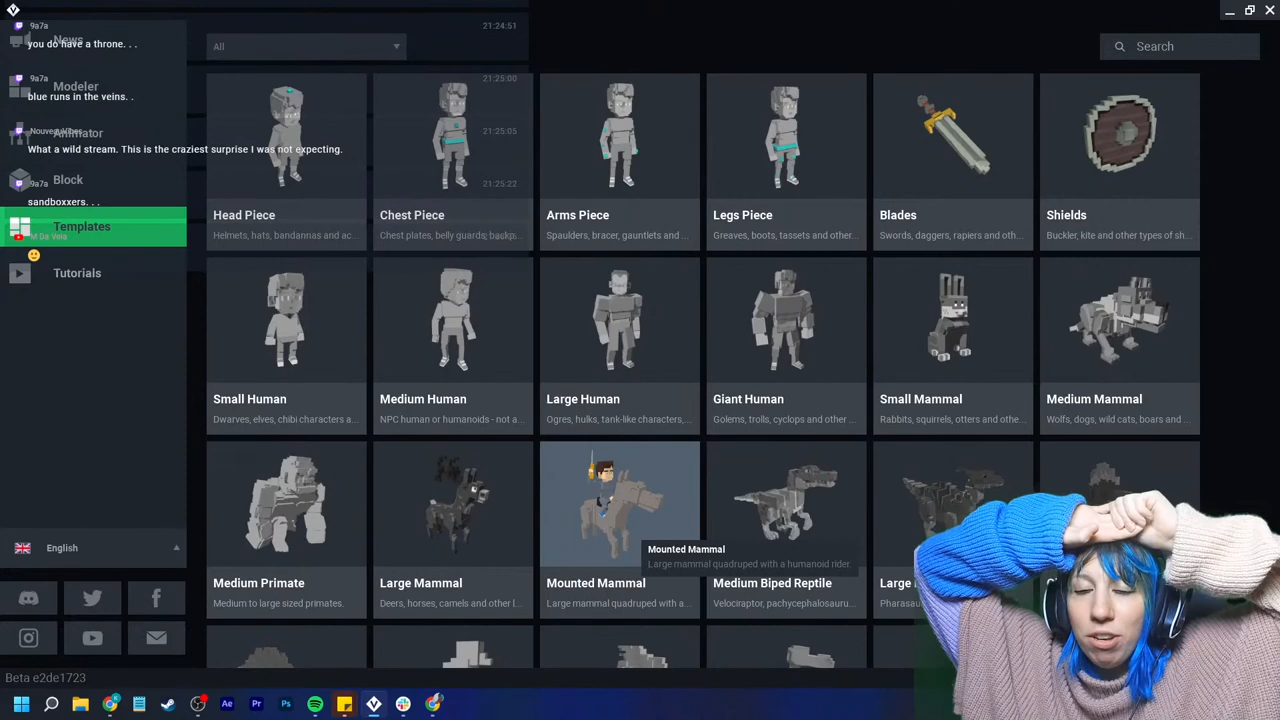 9a7a
21:24:51
News
you do have a throne. . .
All
Search
9a7a
21:25:00
Modeler
blue runs in the veins. .
NouveauVibes
21:25:05
Animator
What a wild stream. This is the craziest surprise I was not expecting.
Block
9a7a
21:25:22
sandboxxers. . .
Templates
M Da Vela
Tutorials
Head Piece
Helmets, hats, bandannas and ac...
Chest Piece
Chest plates, belly guards, backp...
Arms Piece
Spaulders, bracer, gauntlets and ...
Legs Piece
Greaves, boots, tassets and other...
Blades
Swords, daggers, rapiers and oth...
Shields
Buckler, kite and other types of sh...
Small Human
Dwarves, elves, chibi characters a...
Medium Human
NPC human or humanoids - not a...
Large Human
Ogres, hulks, tank-like characters,...
Giant Human
Golems, trolls, cyclops and other ...
Small Mammal
Rabbits, squirrels, otters and othe...
Medium Mammal
Wolfs, dogs, wild cats, boars and ...
Medium Primate
Medium to large sized primates.
Large Mammal
Deers, horses, camels and other l...
Mounted Mammal
Large mammal quadruped with a...
Mounted Mammal
Large mammal quadruped with a humanoid rider.
Medium Biped Reptile
Velociraptor, pachycephalosauru...
Large
English
Beta e2de1723